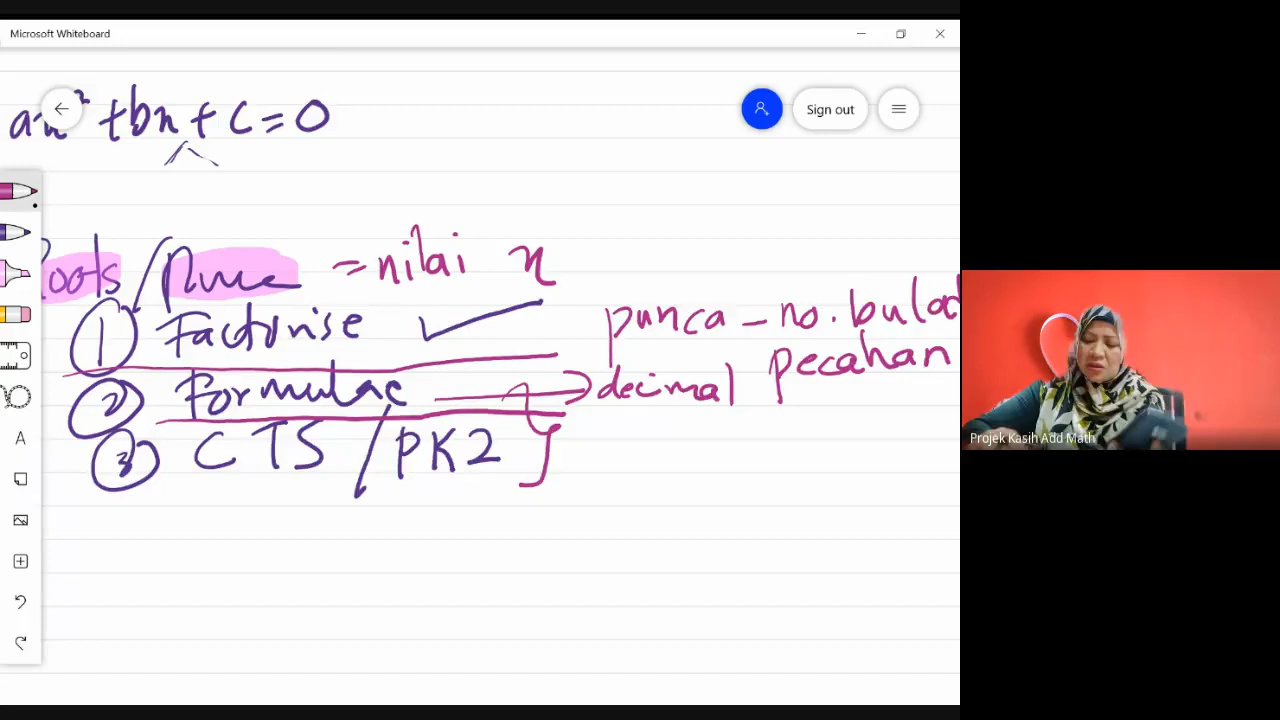 Microsoft Whiteboard
ax² + bx + c = 0
Sign out
Roots / Punca = nilai x
① Factorise ✓
punca - no. bulat
pecahan
② Formulae → decimal
③ CTS / PK2
A
Projek Kasih Add Math